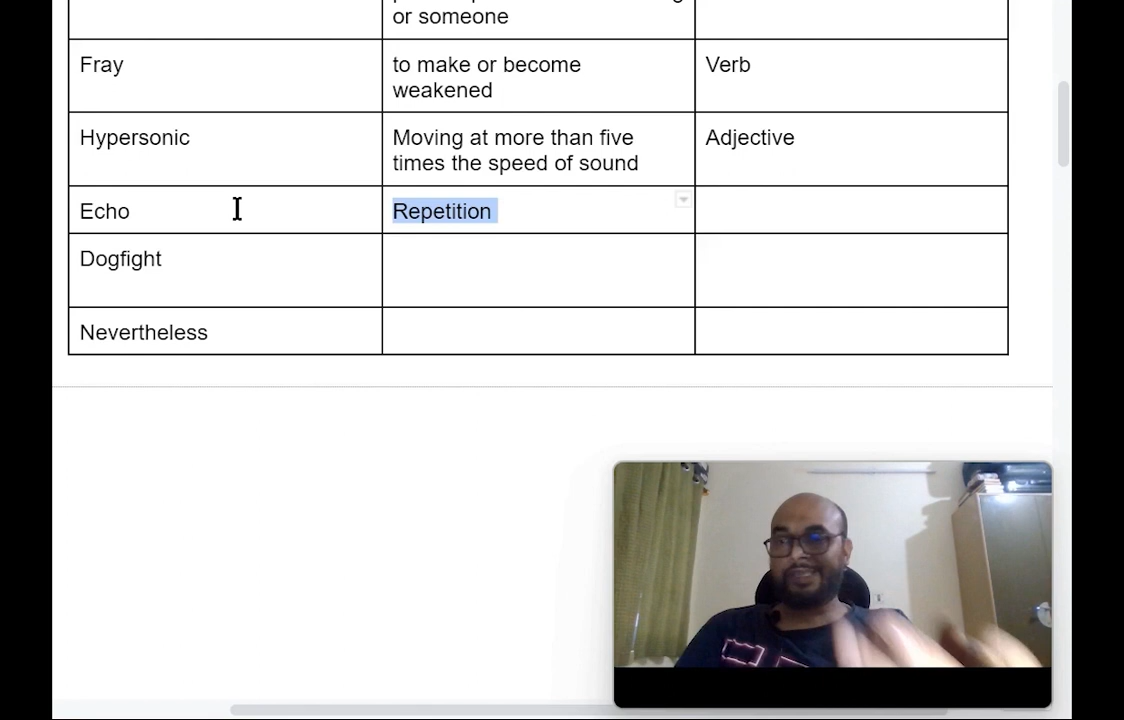 or someone
Fray
to make or become
weakened
Verb
Hypersonic
Moving at more than five
times the speed of sound
Adjective
Echo
Repetition
Dogfight
Nevertheless